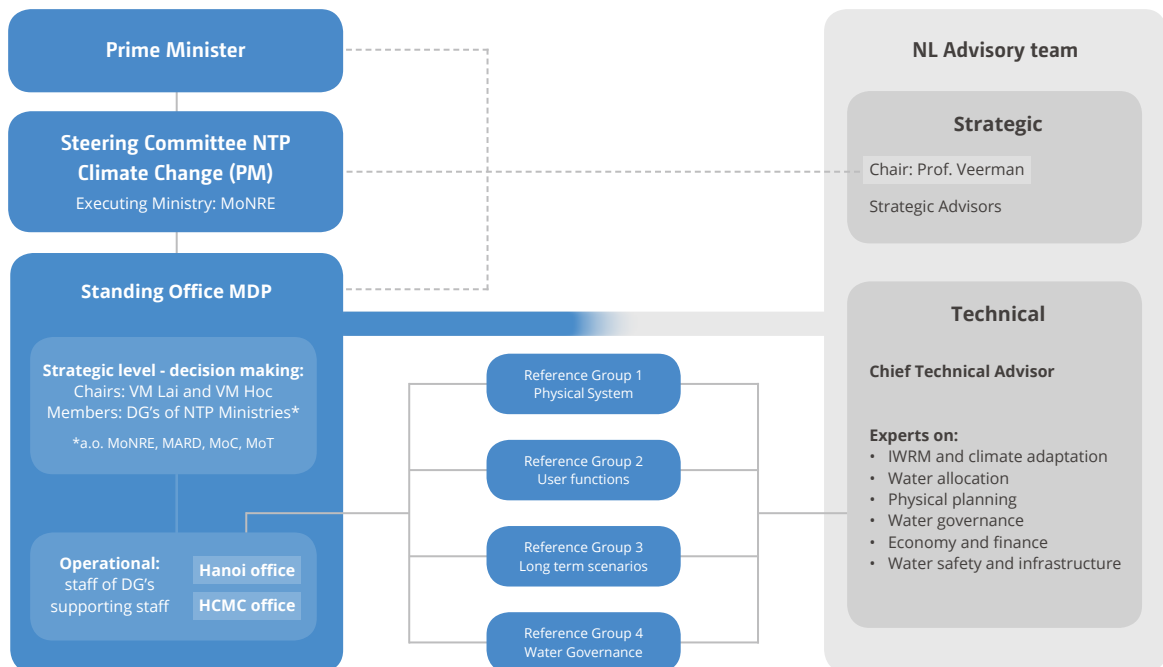 Prime Minister
Steering Committee NTP
Climate Change (PM)
Executing Ministry: MoNRE
Standing Office MDP
Strategic level - decision making:
Chairs: VM Lai and VM Hoc
Members: DG's of NTP Ministries*
*a.o. MoNRE, MARD, MoC, MoT
Operational:
staff of DG's
supporting staff
Hanoi office
HCMC office
Reference Group 1
Physical System
Reference Group 2
User functions
Reference Group 3
Long term scenarios
Reference Group 4
Water Governance
NL Advisory team
Strategic
Chair: Prof. Veerman
Strategic Advisors
Technical
Chief Technical Advisor
Experts on:
• IWRM and climate adaptation
• Water allocation
• Physical planning
• Water governance
• Economy and finance
• Water safety and infrastructure